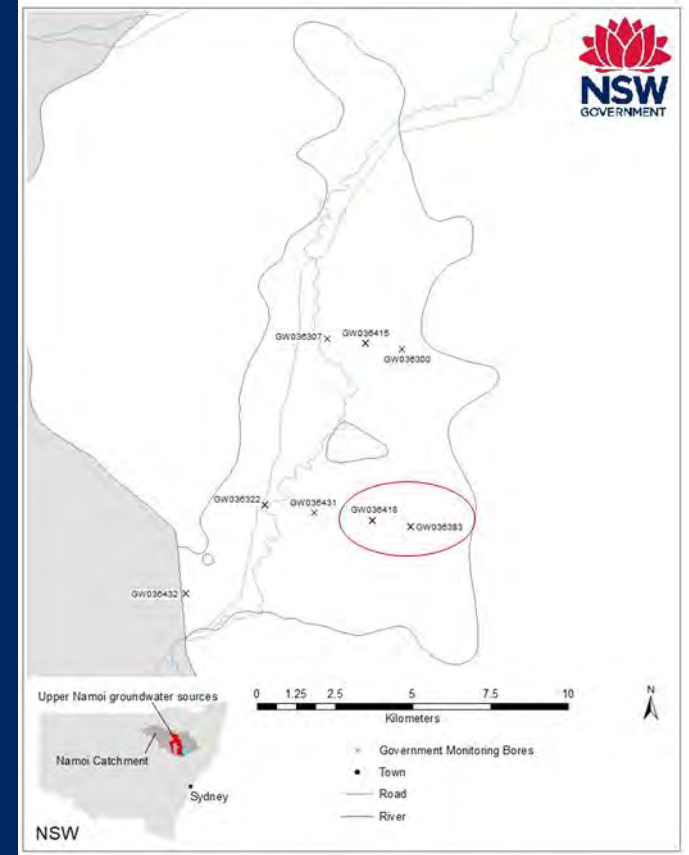 NSW
GOVERNMENT
GW036307
GW036415
GW036300
GW036322
GW036431
GW036418
GW036383
GW036432
Upper Namoi groundwater sources
Namoi Catchment
Sydney
NSW
0 1.25 2.5 5 7.5 10
Kilometers
N
Government Monitoring Bores
Town
Road
River